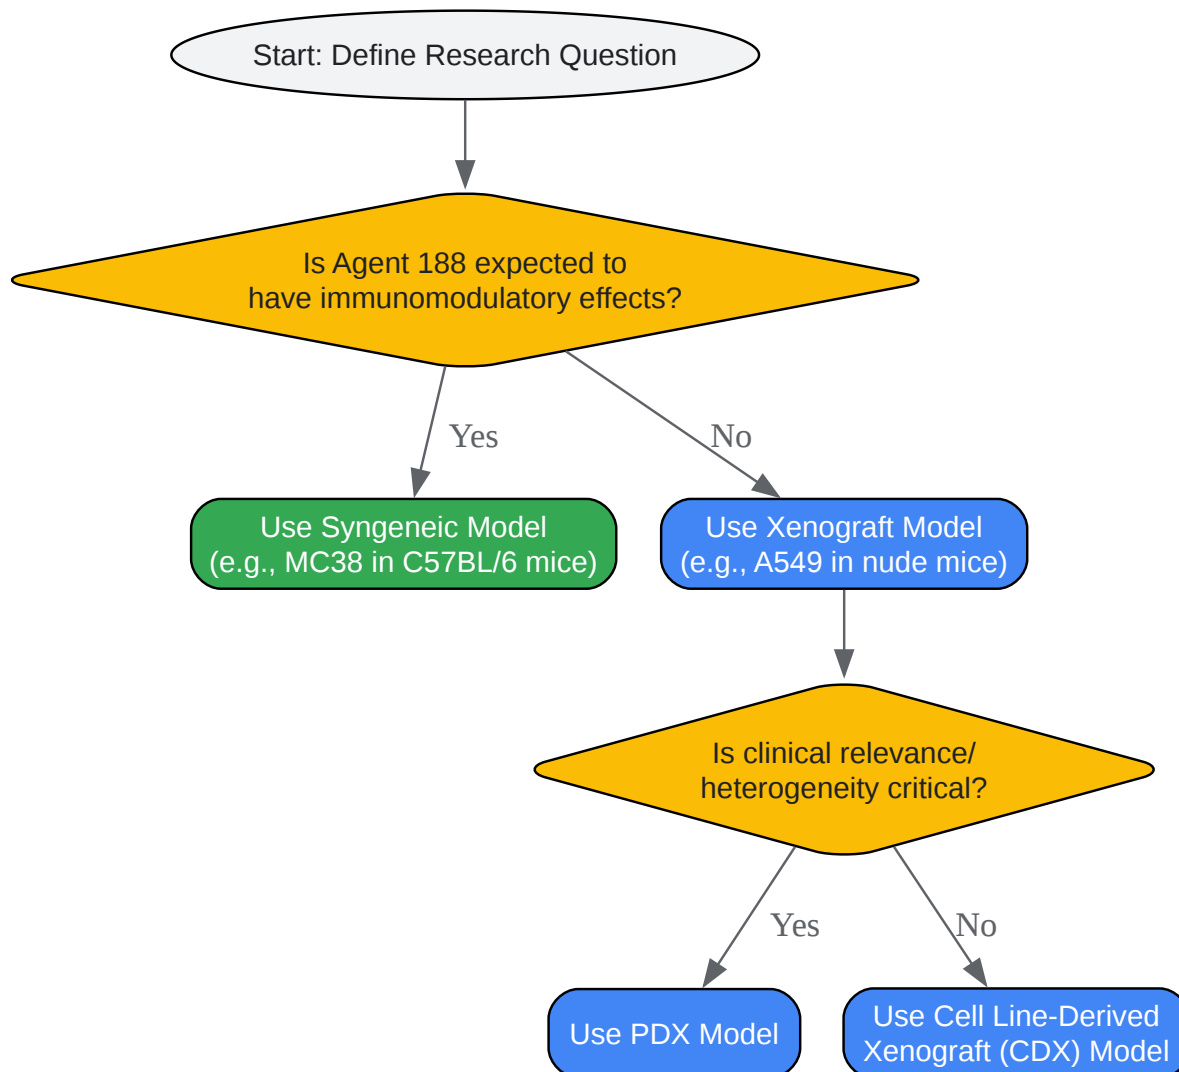 Start: Define Research Question
Is Agent 188 expected to
have immunomodulatory effects?
Yes
No
Use Syngeneic Model
(e.g., MC38 in C57BL/6 mice)
Use Xenograft Model
(e.g., A549 in nude mice)
Is clinical relevance/
heterogeneity critical?
Yes
No
Use PDX Model
Use Cell Line-Derived
Xenograft (CDX) Model